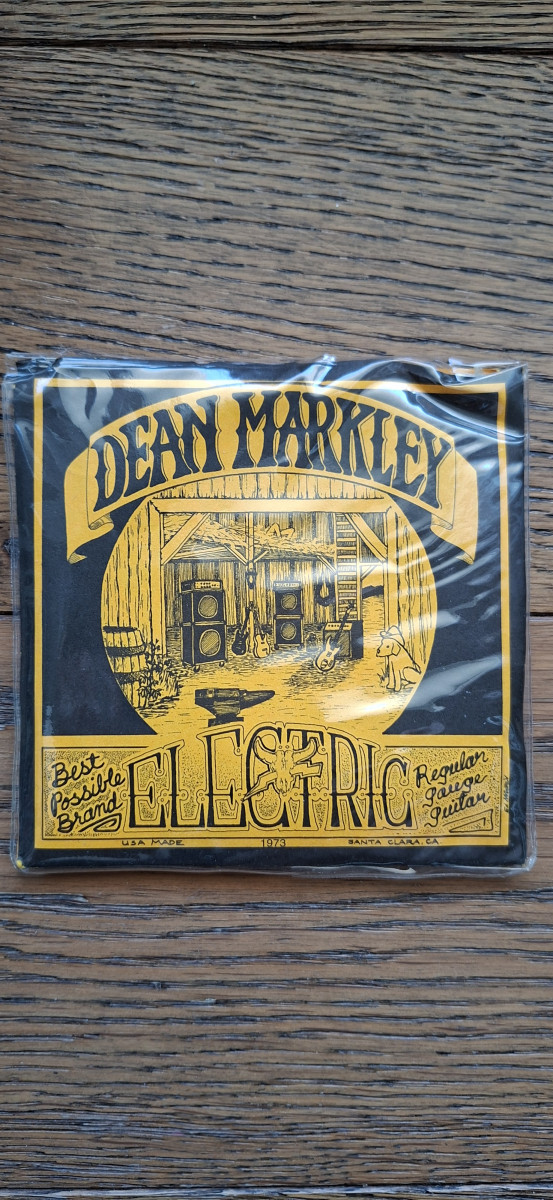 DEAN MARKLEY
Best
Possible
Brand
ELECTRIC
Regular
Gauge
Guitar
USA MADE 1973 SANTA CLARA, CA